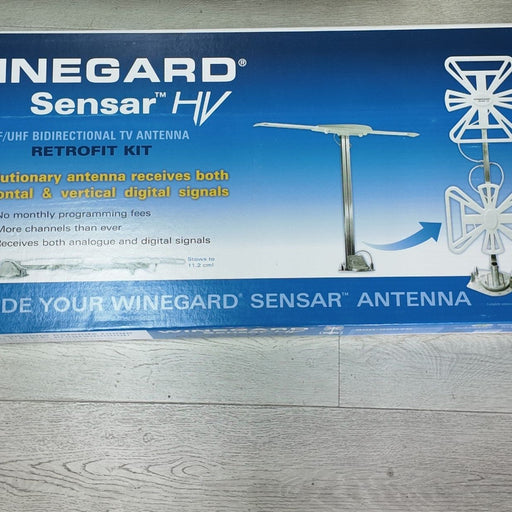 INEGARD®
Sensar™ HV
F/UHF BIDIRECTIONAL TV ANTENNA
RETROFIT KIT
utionary antenna receives both
ontal & vertical digital signals
No monthly programming fees
More channels than ever
Receives both analogue and digital signals
Stows to
11.2 cm!
DE YOUR WINEGARD® SENSAR™ ANTENNA
WINEGARD